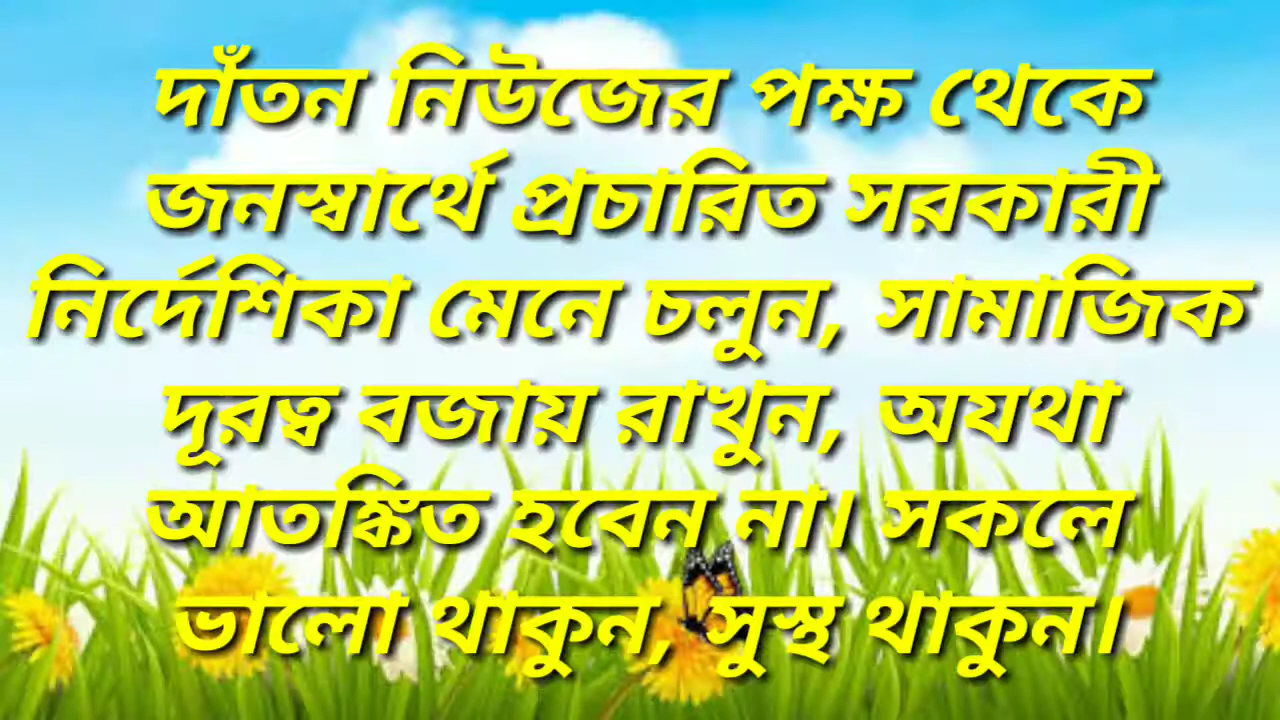 দাঁতন নিউজের পক্ষ থেকে
জনস্বার্থে প্রচারিত সরকারী
নির্দেশিকা মেনে চলুন, সামাজিক
দূরত্ব বজায় রাখুন, অযথা
আতঙ্কিত হবেন না। সকলে
ভালো থাকুন, সুস্থ থাকুন।